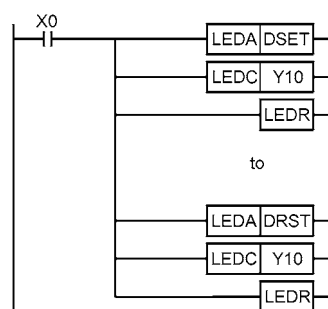 X0
LEDA DSET
LEDC Y10
LEDR
to
LEDA DRST
LEDC Y10
LEDR